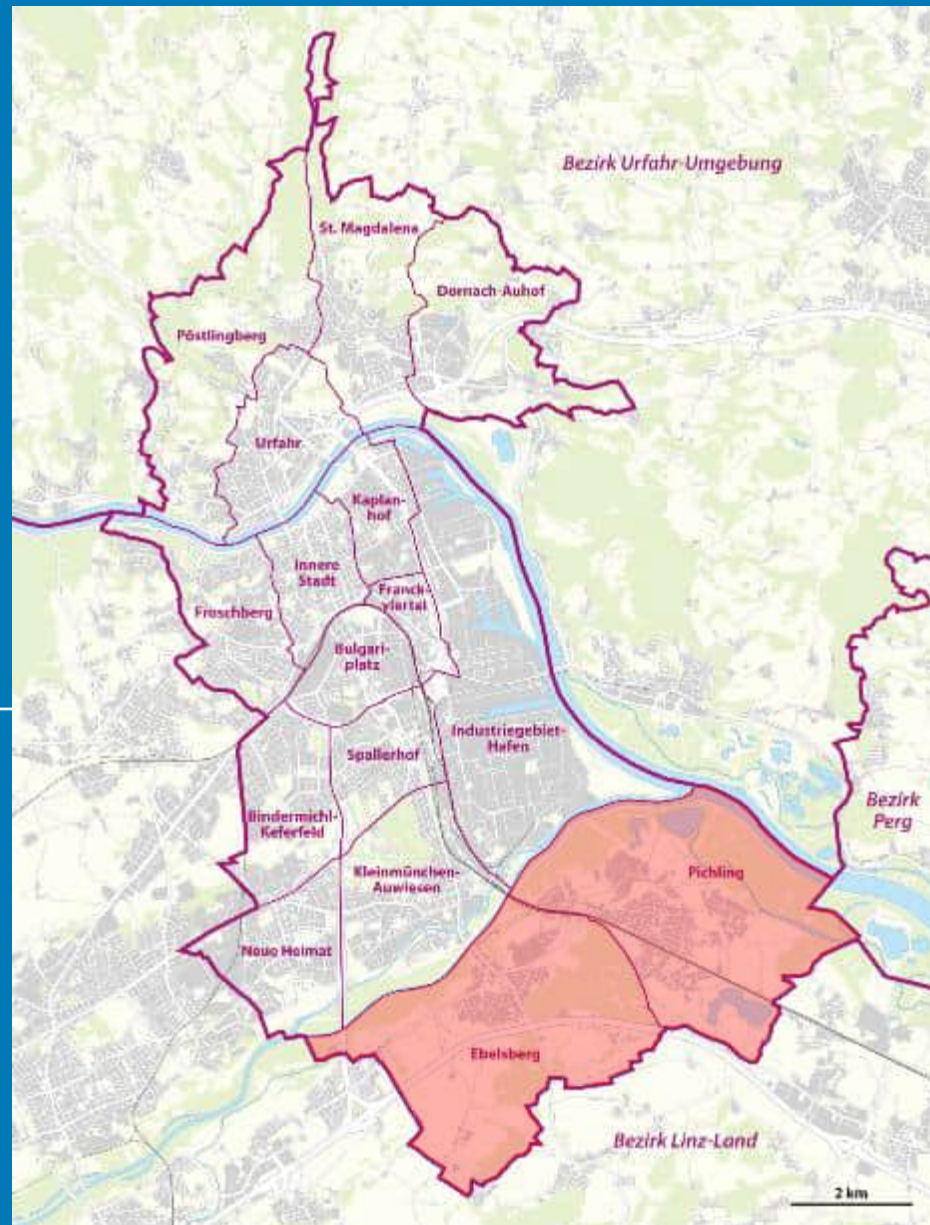 Bezirk Urfahr-Umgebung
St. Magdalena
Dornach-Auhof
Pöstlingberg
Urfahr
Kaplan-
hof
Innere
Stadt
Franck-
viertel
Froschberg
Bulgari-
platz
Industriegebiet-
Hafen
Spallerhof
Bezirk
Perg
Bindermichl-
Keferfeld
Kleinmünchen-
Auwiesen
Pichling
Neue Heimat
Ebelsberg
Bezirk Linz-Land
2 km